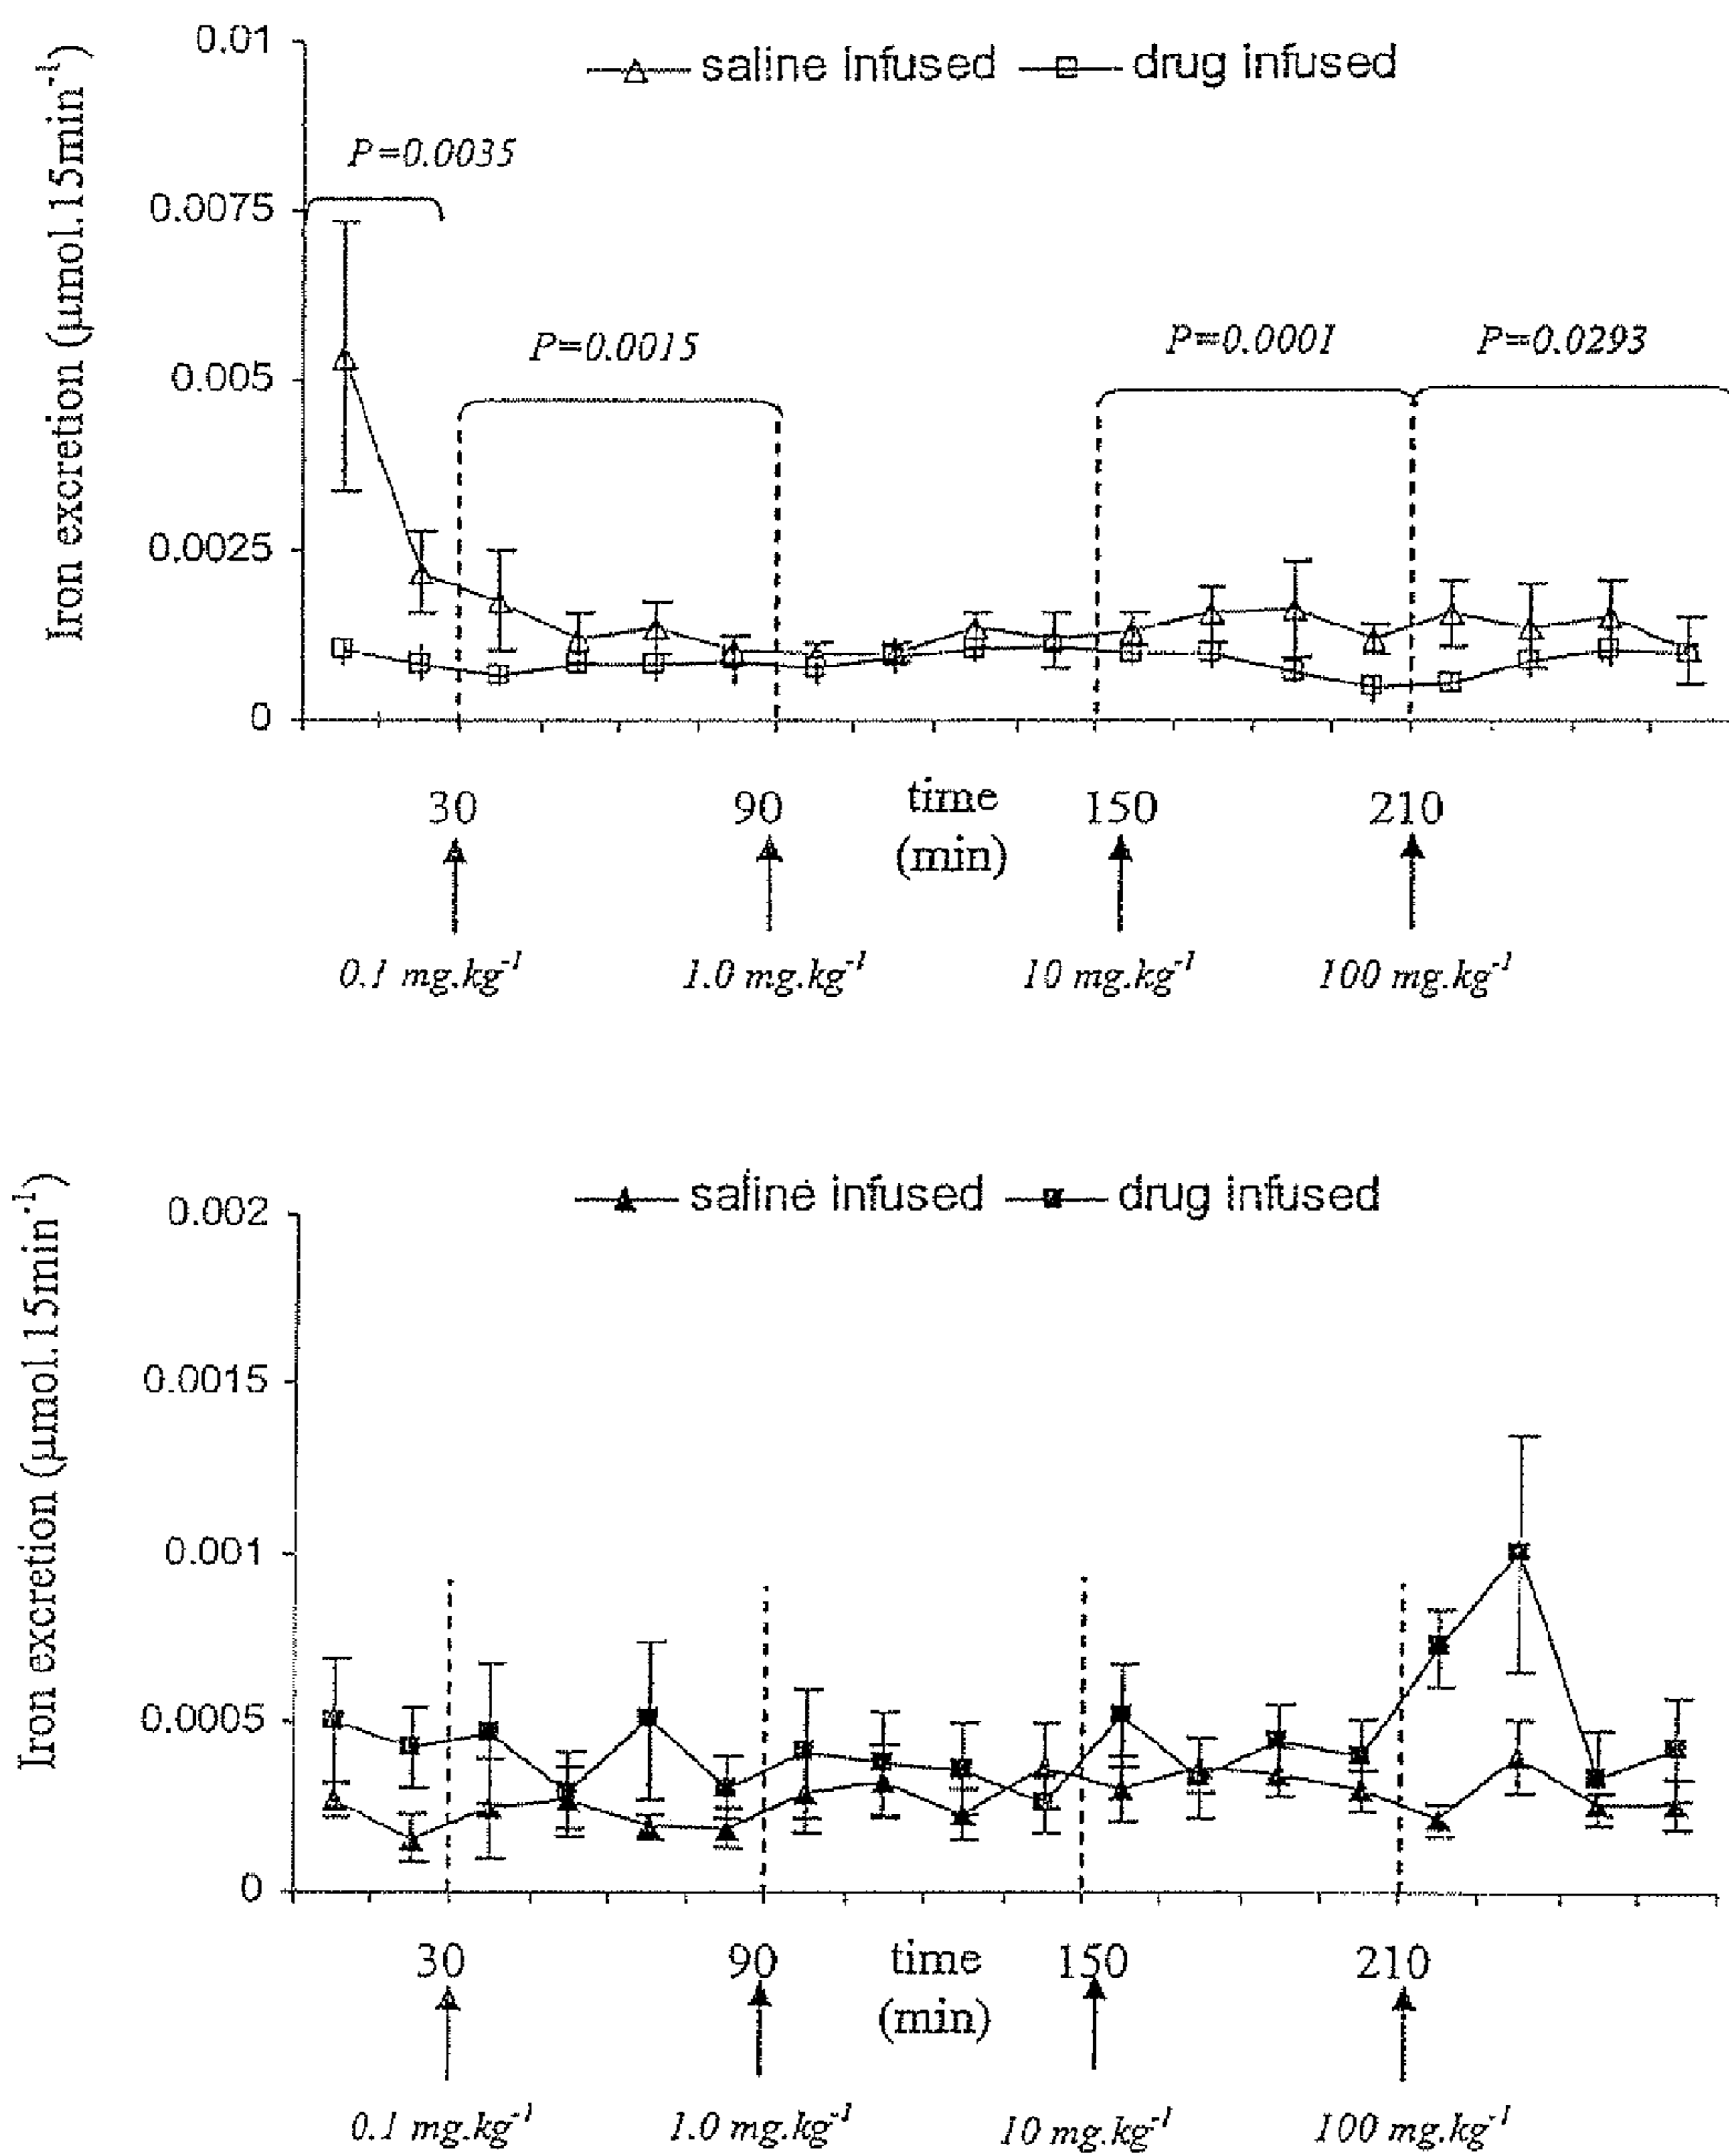 0.01
saline infused drug infused
P=0.0035
0.0075
P=0.0015 P=0.0001 P=0.0293
0.005
0.0025
0
Iron excretion (µmol.15min⁻¹)
30 90 time 150 210
(min)
0.1 mg.kg⁻¹ 1.0 mg.kg⁻¹ 10 mg.kg⁻¹ 100 mg.kg⁻¹
saline infused drug infused
0.002
0.0015
0.001
0.0005
0
Iron excretion (µmol.15min⁻¹)
30 90 time 150 210
(min)
0.1 mg.kg⁻¹ 1.0 mg.kg⁻¹ 10 mg.kg⁻¹ 100 mg.kg⁻¹